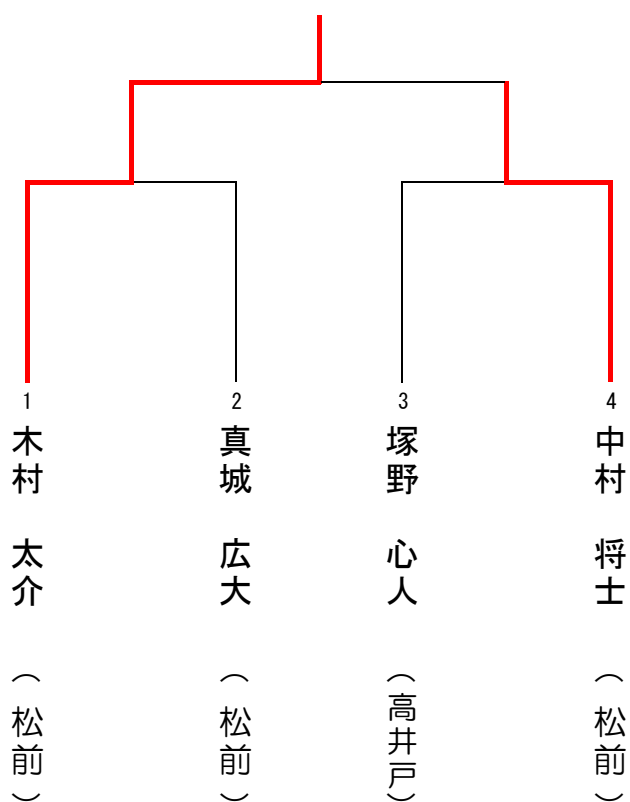 1
木村 太介
（松前）
2
真城 広大
（松前）
3
塚野 心人
（高井戸）
4
中村 将士
（松前）